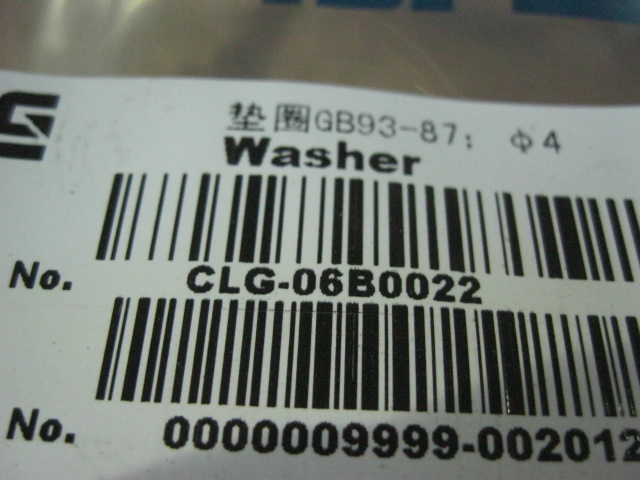 垫圈GB93-87; Φ4
Washer
No. CLG-06B0022
No. 0000009999-002012